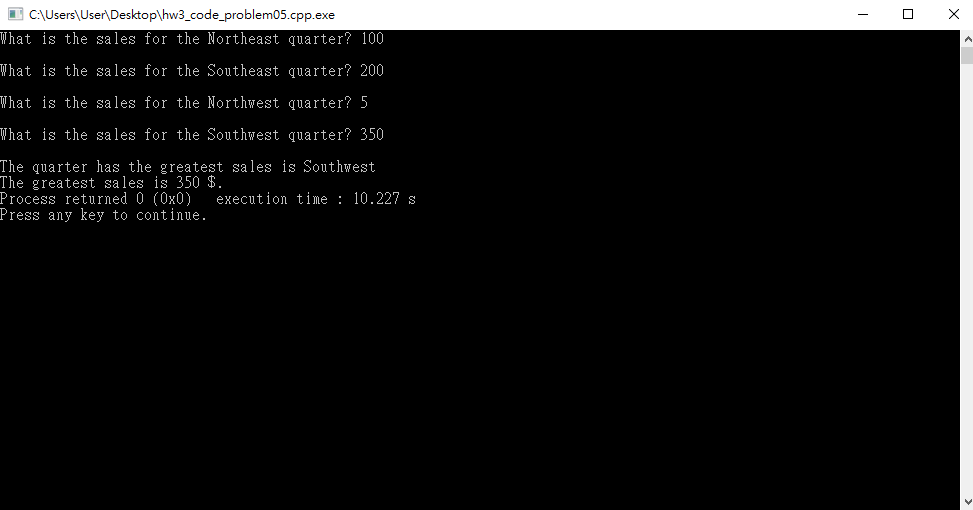 C:\Users\User\Desktop\hw3_code_problem05.cpp.exe
What is the sales for the Northeast quarter? 100
What is the sales for the Southeast quarter? 200
What is the sales for the Northwest quarter? 5
What is the sales for the Southwest quarter? 350
The quarter has the greatest sales is Southwest
The greatest sales is 350 $.
Process returned 0 (0x0)   execution time : 10.227 s
Press any key to continue.